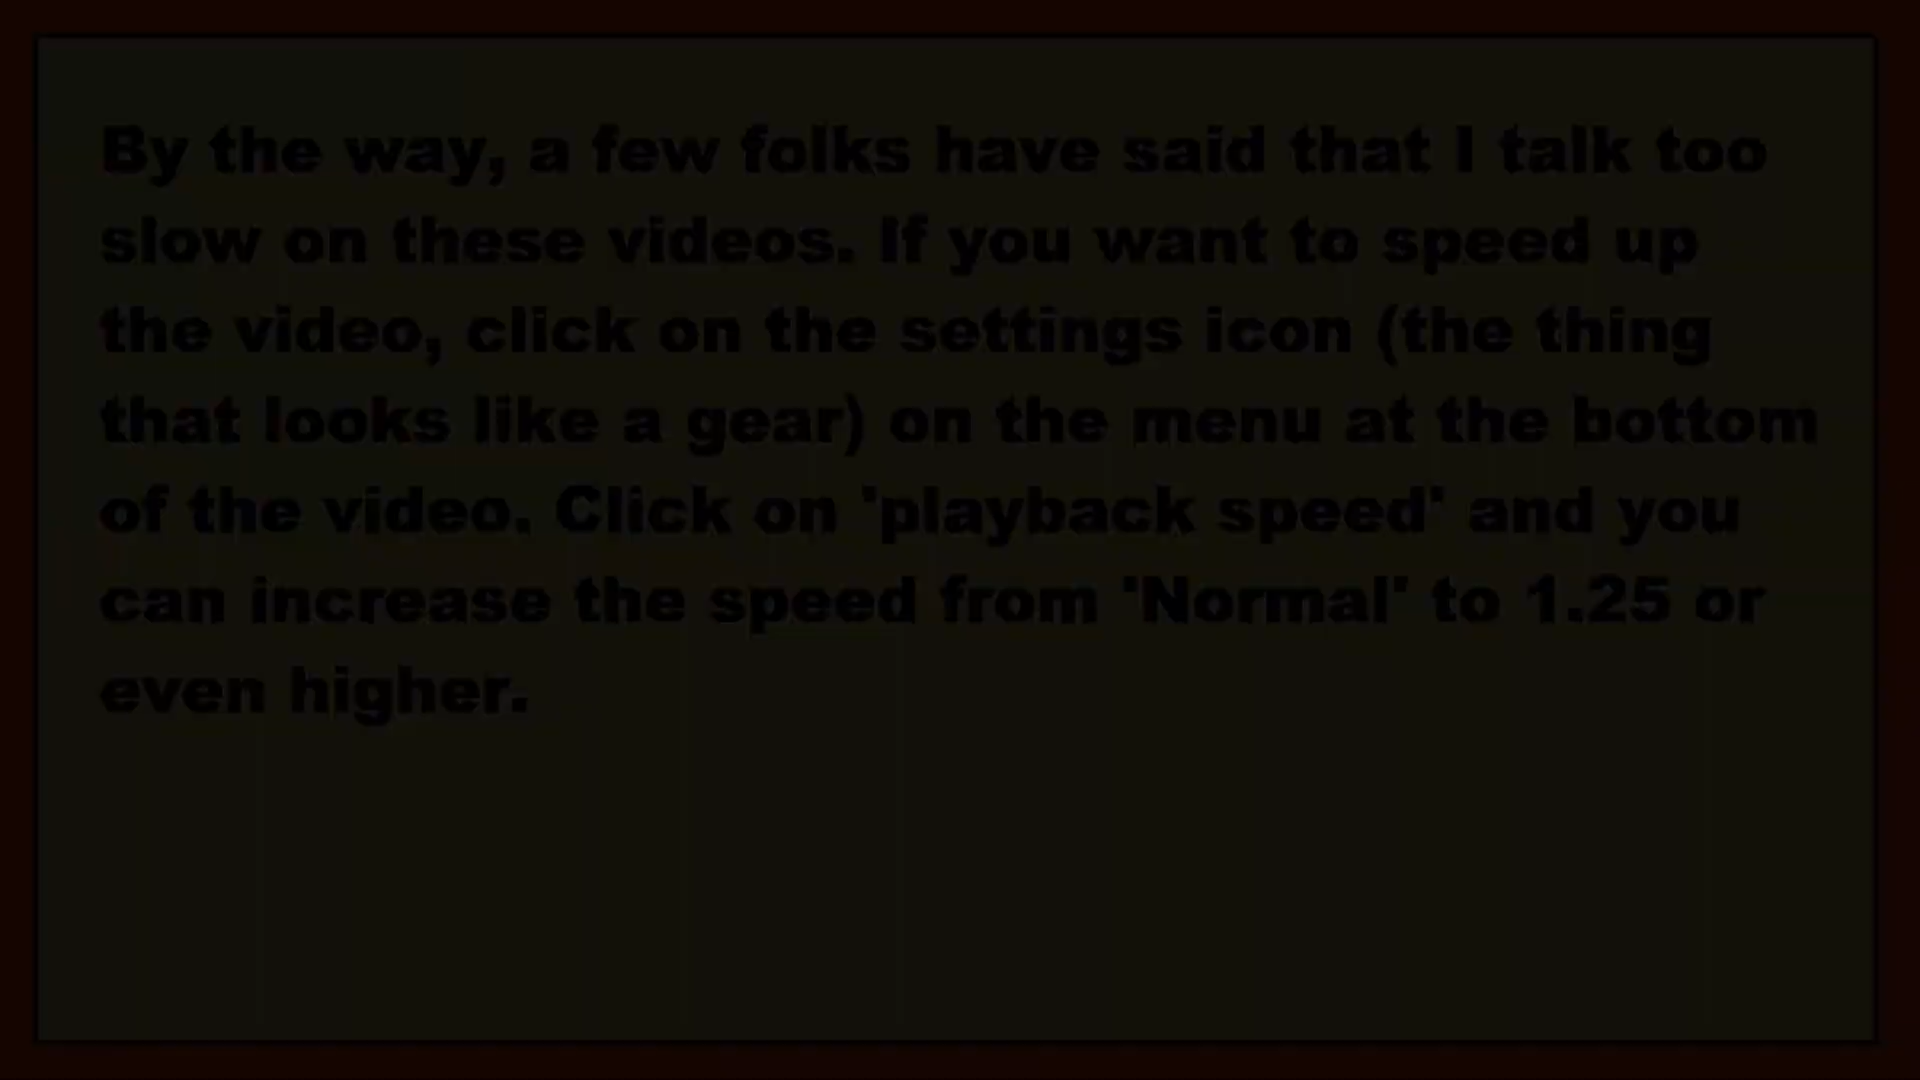 By the way, a few folks have said that I talk too
slow on these videos. If you want to speed up
the video, click on the settings icon (the thing
that looks like a gear) on the menu at the bottom
of the video. Click on 'playback speed' and you
can increase the speed from 'Normal' to 1.25 or
even higher.